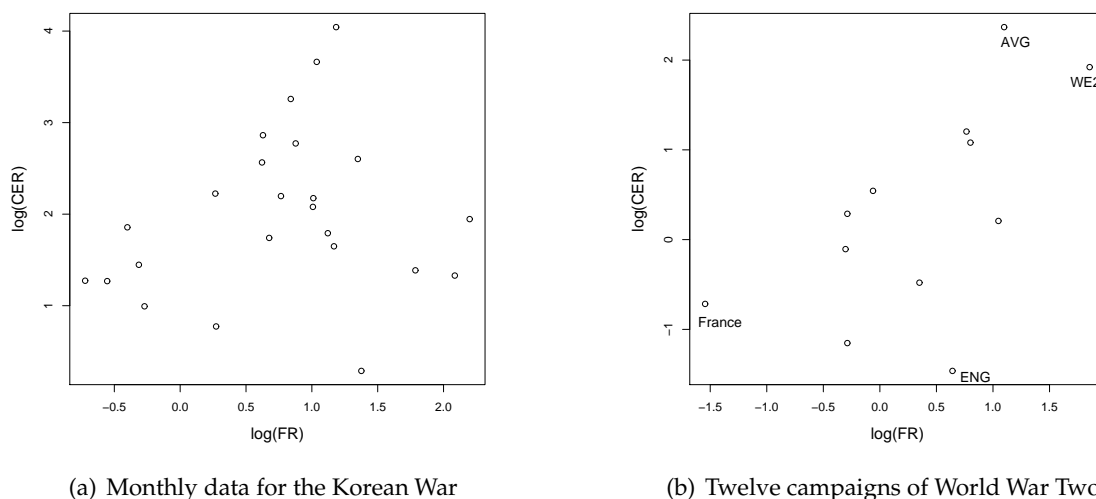 4
3
2
1
log(CER)
−0.5 0.0 0.5 1.0 1.5 2.0
log(FR)
(a) Monthly data for the Korean War
AVG
WE2
France
ENG
2
1
0
−1
log(CER)
−1.5 −1.0 −0.5 0.0 0.5 1.0 1.5
log(FR)
(b) Twelve campaigns of World War Two